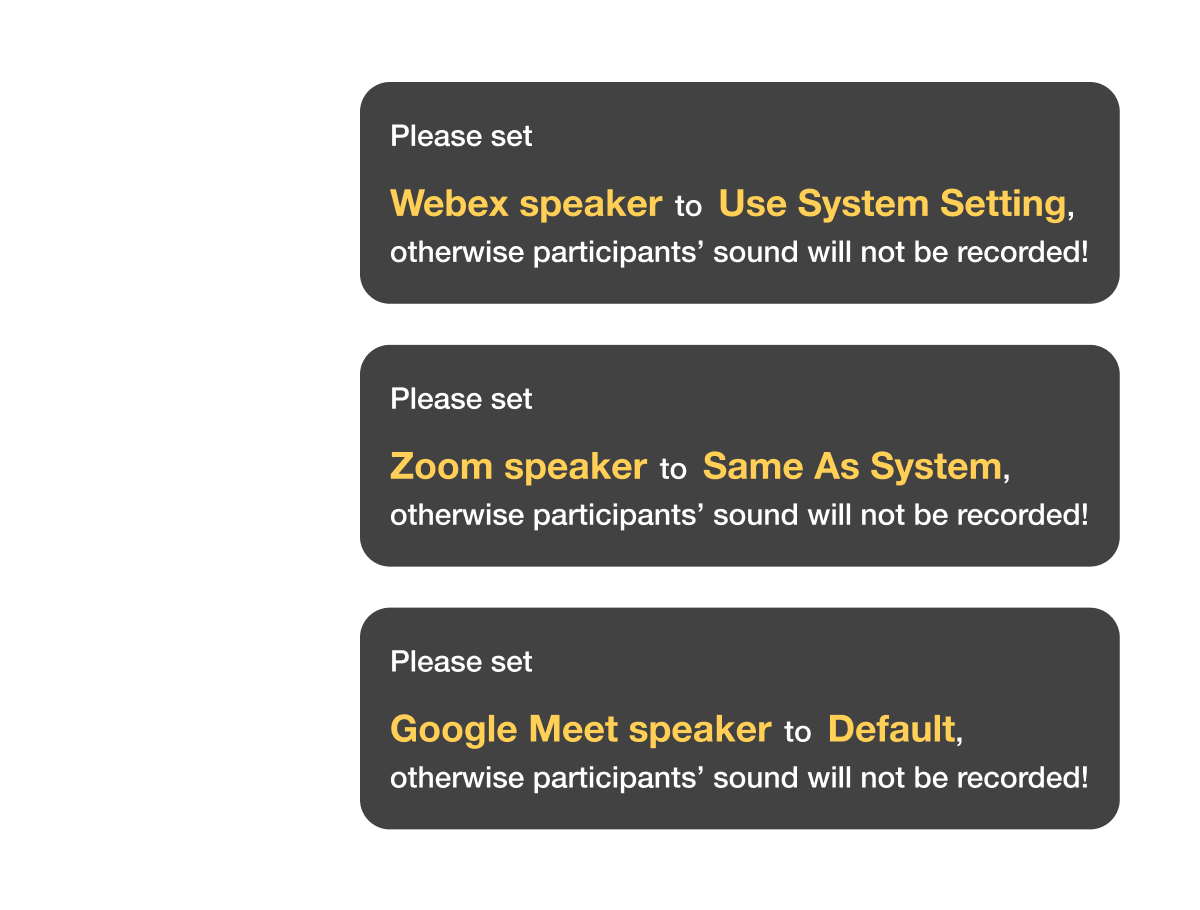 Please set
Webex speaker to Use System Setting,
otherwise participants’ sound will not be recorded!
Please set
Zoom speaker to Same As System,
otherwise participants’ sound will not be recorded!
Please set
Google Meet speaker to Default,
otherwise participants’ sound will not be recorded!